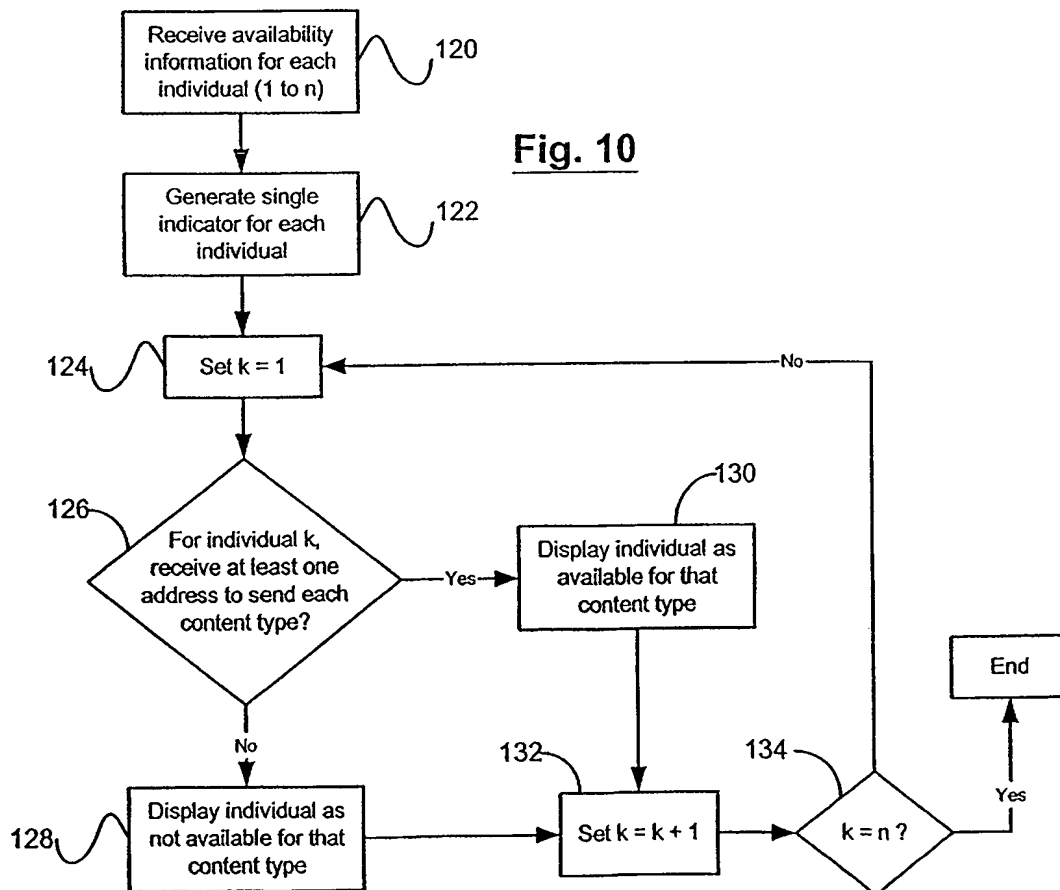 Receive availability
information for each
individual (1 to n)
120
Fig. 10
Generate single
indicator for each
individual
122
124
Set k = 1
No
126
For individual k,
receive at least one
address to send each
content type?
Yes
130
Display individual as
available for that
content type
End
No
132
134
Yes
128
Display individual as
not available for that
content type
Set k = k + 1
k = n ?